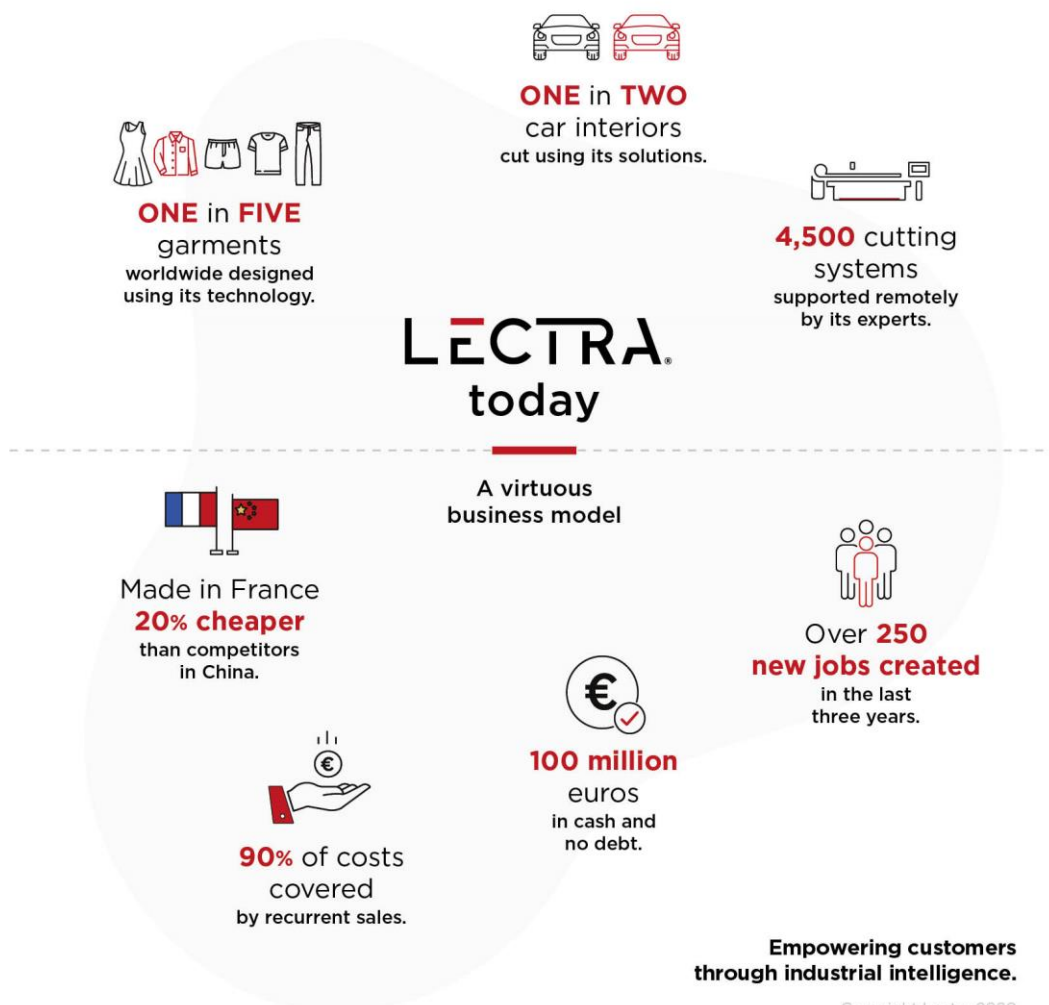 ONE in TWO
car interiors
cut using its solutions.
ONE in FIVE
garments
worldwide designed
using its technology.
4,500 cutting
systems
supported remotely
by its experts.
LECTRA®
today
A virtuous
business model
Made in France
20% cheaper
than competitors
in China.
Over 250
new jobs created
in the last
three years.
100 million
euros
in cash and
no debt.
90% of costs
covered
by recurrent sales.
Empowering customers
through industrial intelligence.